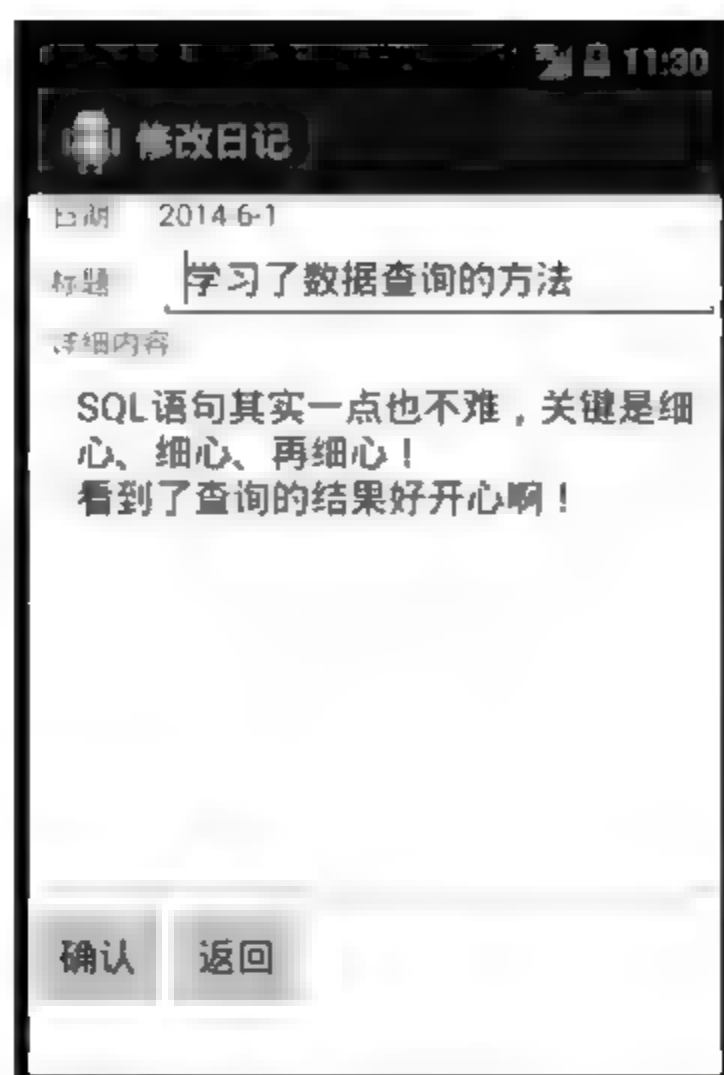 11:30
修改日记
日期 2014-6-1
标题 学习了数据查询的方法
详细内容
SQL语句其实一点也不难，关键是细
心、细心、再细心！
看到了查询的结果好开心啊！
确认 返回